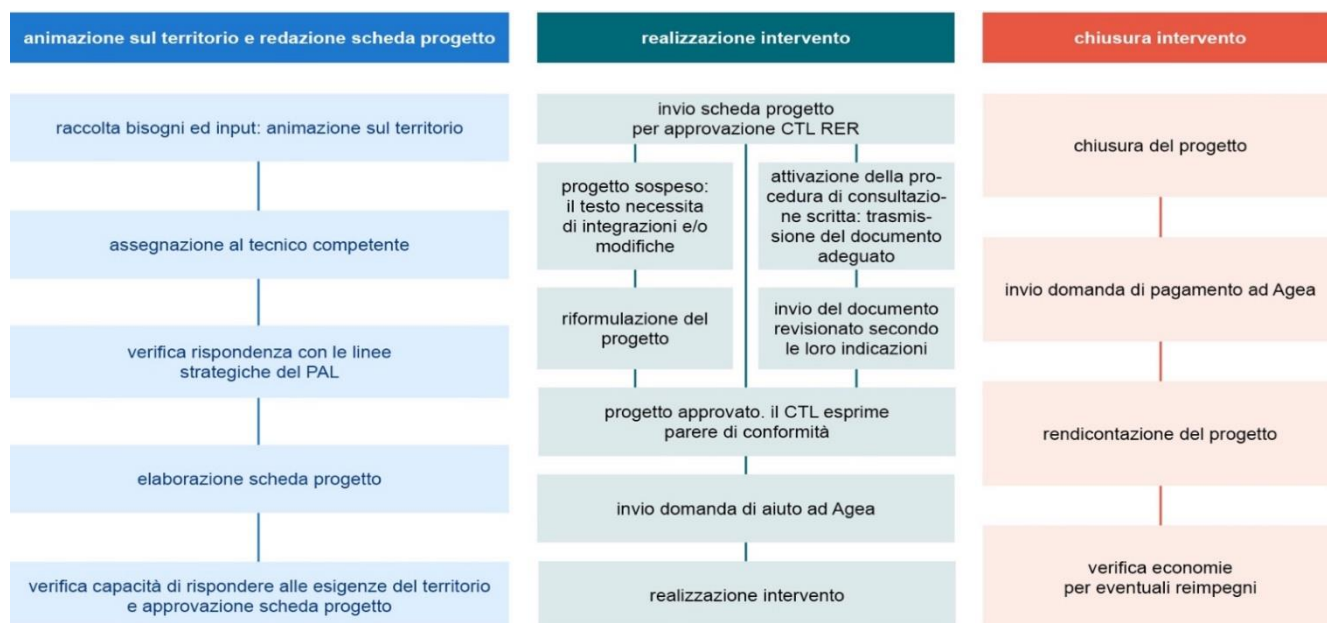 animazione sul territorio e redazione scheda progetto
raccolta bisogni ed input: animazione sul territorio
assegnazione al tecnico competente
verifica rispondenza con le linee
strategiche del PAL
elaborazione scheda progetto
verifica capacità di rispondere alle esigenze del territorio
e approvazione scheda progetto
realizzazione intervento
invio scheda progetto
per approvazione CTL RER
progetto sospeso:
il testo necessita
di integrazioni e/o
modifiche
riformulazione del
progetto
attivazione della pro-
cedura di consultazio-
ne scritta: trasmis-
sione del documento
adeguato
invio del documento
revisionato secondo
le loro indicazioni
progetto approvato. il CTL esprime
parere di conformità
invio domanda di aiuto ad Agea
realizzazione intervento
chiusura intervento
chiusura del progetto
invio domanda di pagamento ad Agea
rendicontazione del progetto
verifica economie
per eventuali reimpegni